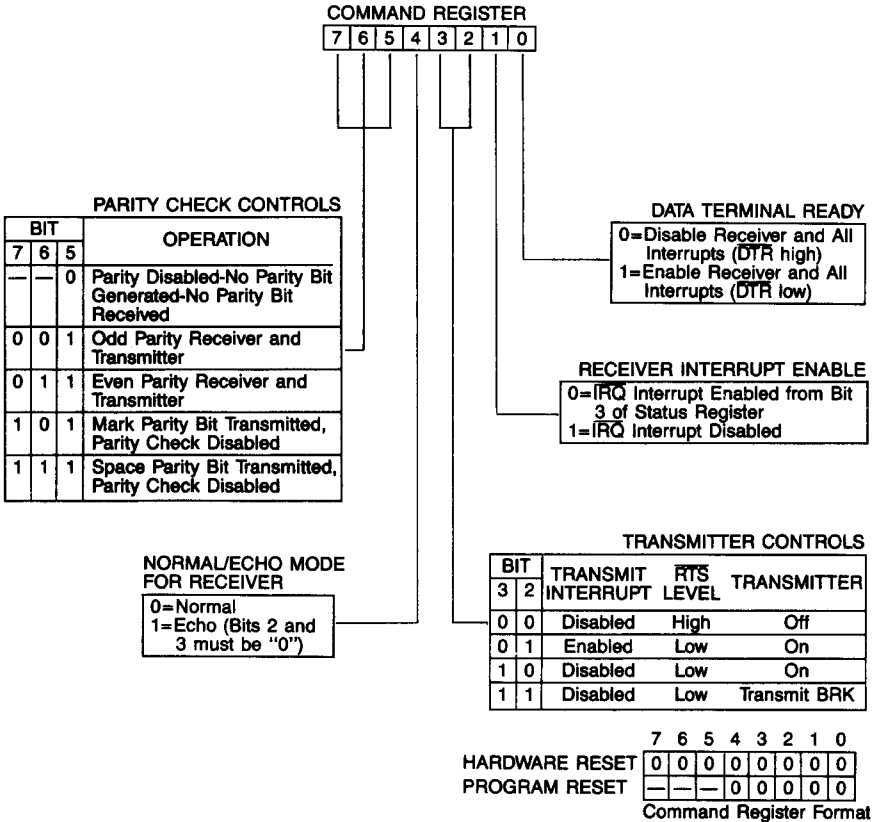 COMMAND REGISTER
7 6 5 4 3 2 1 0
PARITY CHECK CONTROLS
BIT OPERATION
7 6 5
— — 0 Parity Disabled-No Parity Bit
Generated-No Parity Bit
Received
0 0 1 Odd Parity Receiver and
Transmitter
0 1 1 Even Parity Receiver and
Transmitter
1 0 1 Mark Parity Bit Transmitted,
Parity Check Disabled
1 1 1 Space Parity Bit Transmitted,
Parity Check Disabled
NORMAL/ECHO MODE
FOR RECEIVER
0=Normal
1=Echo (Bits 2 and
3 must be “0”)
DATA TERMINAL READY
0=Disable Receiver and All
Interrupts (D̅T̅R̅ high)
1=Enable Receiver and All
Interrupts (D̅T̅R̅ low)
RECEIVER INTERRUPT ENABLE
0=I̅R̅Q̅ Interrupt Enabled from Bit
3 of Status Register
1=I̅R̅Q̅ Interrupt Disabled
TRANSMITTER CONTROLS
BIT TRANSMIT R̅T̅S̅ TRANSMITTER
3 2 INTERRUPT LEVEL
0 0 Disabled High Off
0 1 Enabled Low On
1 0 Disabled Low On
1 1 Disabled Low Transmit BRK
7 6 5 4 3 2 1 0
HARDWARE RESET 0 0 0 0 0 0 0 0
PROGRAM RESET — — — 0 0 0 0 0
Command Register Format